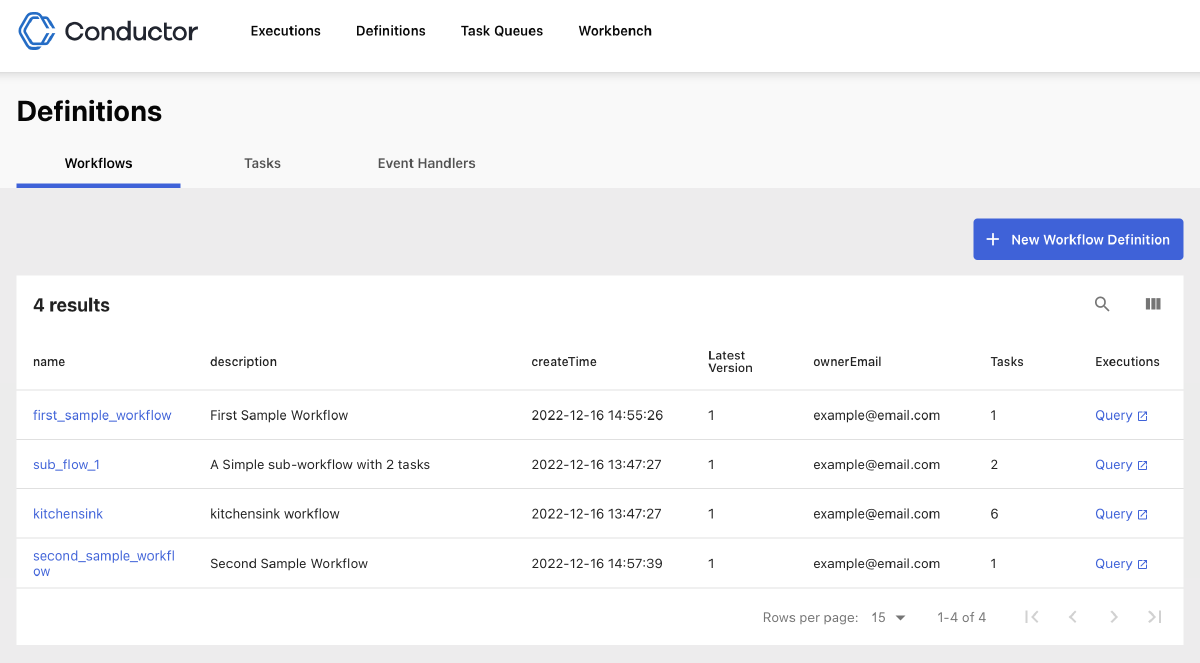 Conductor Executions Definitions Task Queues Workbench
Definitions
Workflows Tasks Event Handlers
+ New Workflow Definition
4 results
name description createTime Latest Version ownerEmail Tasks Executions
first_sample_workflow First Sample Workflow 2022-12-16 14:55:26 1 example@email.com 1 Query
sub_flow_1 A Simple sub-workflow with 2 tasks 2022-12-16 13:47:27 1 example@email.com 2 Query
kitchensink kitchensink workflow 2022-12-16 13:47:27 1 example@email.com 6 Query
second_sample_workfl
ow Second Sample Workflow 2022-12-16 14:57:39 1 example@email.com 1 Query
Rows per page: 15 1-4 of 4